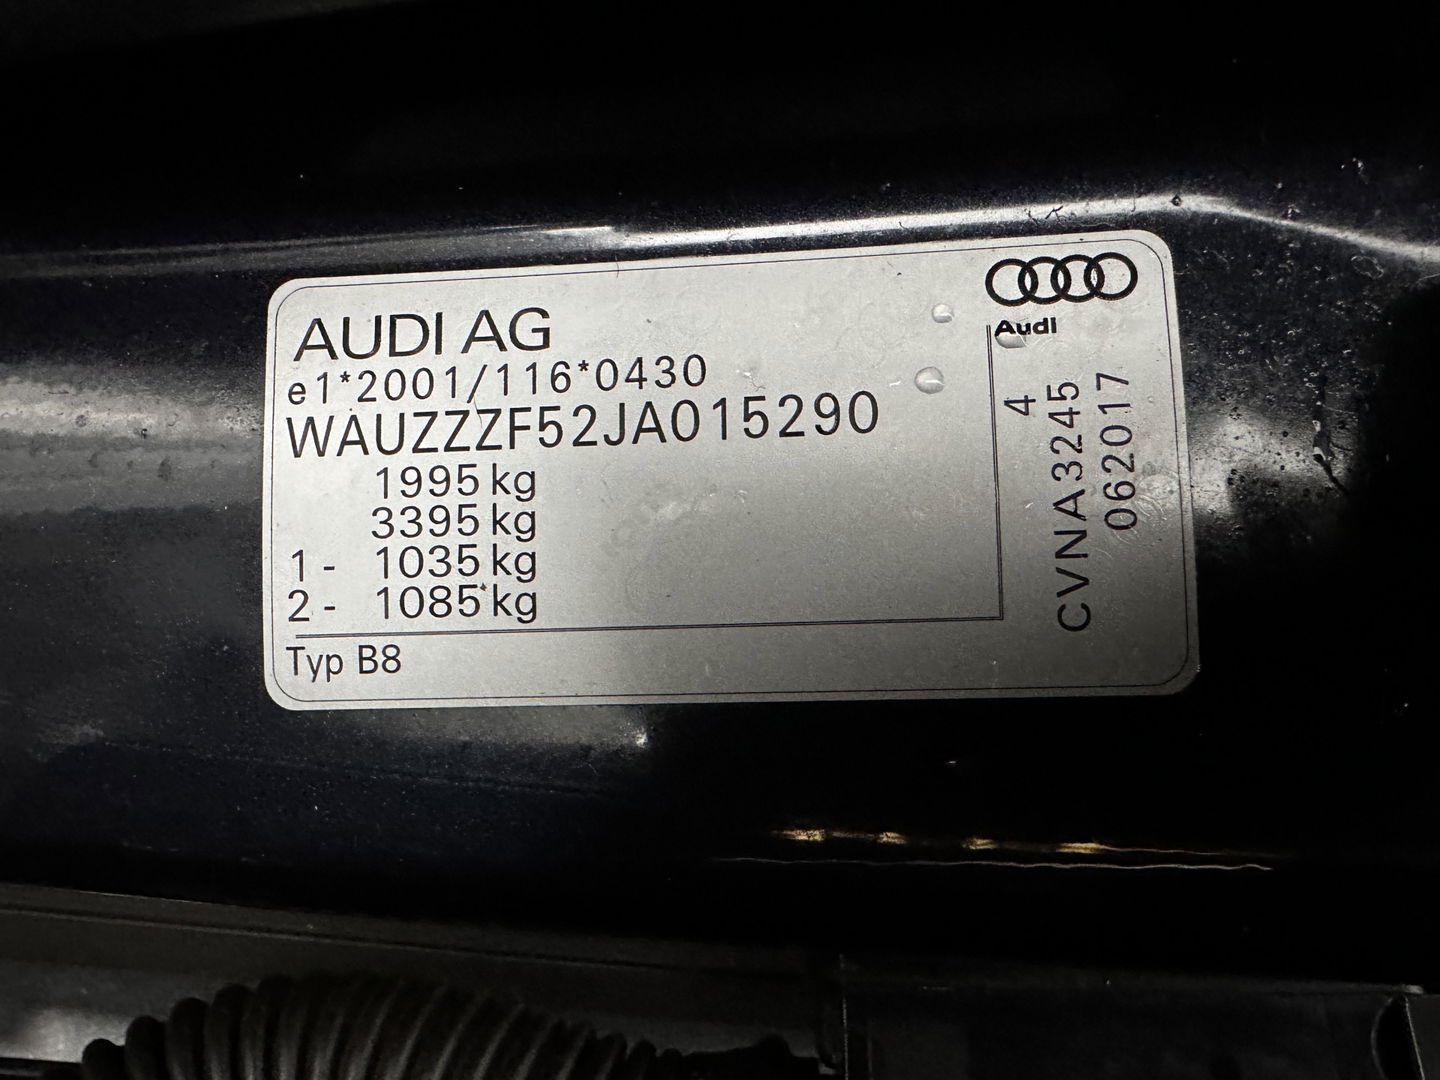 AUDI AG
e1*2001/116*0430
WAUZZZF52JA015290
1995 kg
3395 kg
1 - 1035 kg
2 - 1085 kg
Typ B8
Audi
4
CVNA3245
062017